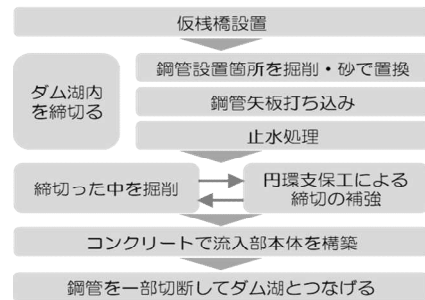 仮桟橋設置
ダム湖内
を締切る
鋼管設置箇所を掘削・砂で置換
鋼管矢板打ち込み
止水処理
締切った中を掘削
円環支保工による
締切の補強
コンクリートで流入部本体を構築
鋼管を一部切断してダム湖とつなげる